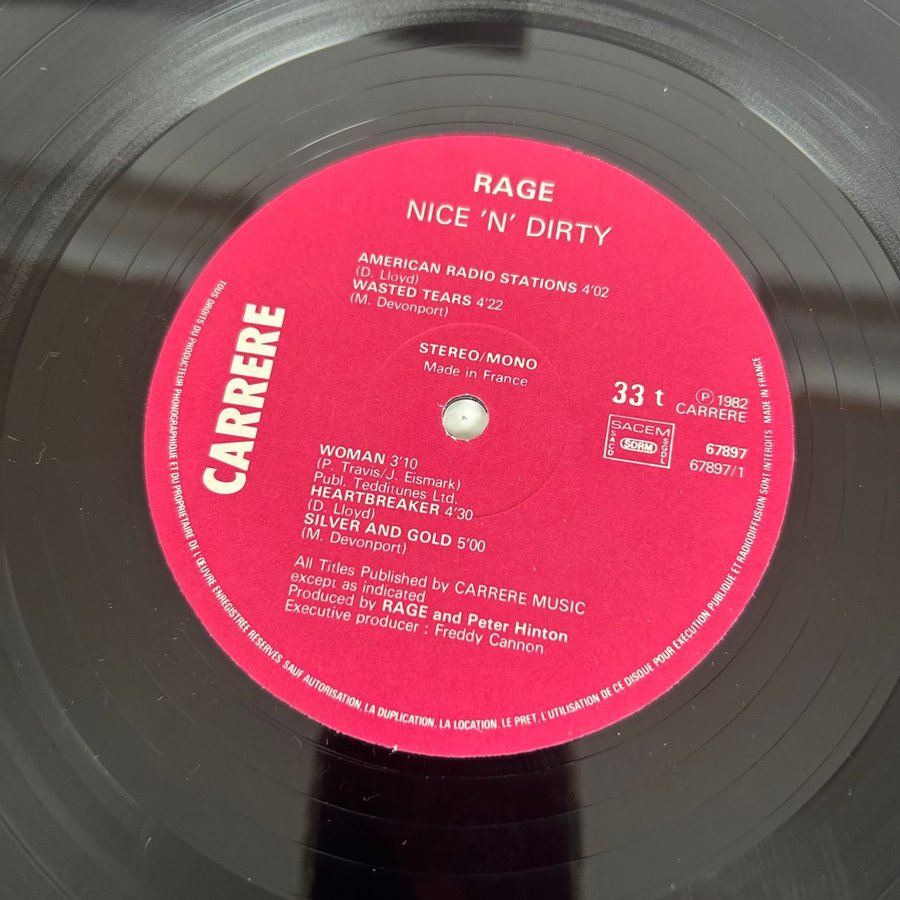 RAGE
NICE 'N' DIRTY
AMERICAN RADIO STATIONS 4'02
(D. Lloyd)
WASTED TEARS 4'22
(M. Devonport)
STEREO/MONO
Made in France
CARRERE
33 t
℗ 1982
CARRERE
SACEM
SACD
SDRM
SGDL
67897
67897/1
WOMAN 3'10
(P. Travis/J. Eismark)
Publ. Tedditunes Ltd.
HEARTBREAKER 4'30
(D. Lloyd)
SILVER AND GOLD 5'00
(M. Devonport)
All Titles Published by CARRERE MUSIC
except as indicated
Produced by RAGE and Peter Hinton
Executive producer : Freddy Cannon
TOUS DROITS DU PRODUCTEUR PHONOGRAPHIQUE ET DU PROPRIETAIRE DE L'ŒUVRE ENREGISTREE RESERVES. SAUF AUTORISATION, LA DUPLICATION, LA LOCATION, LE PRET, L'UTILISATION DE CE DISQUE POUR EXECUTION PUBLIQUE ET RADIODIFFUSION SONT INTERDITS. MADE IN FRANCE